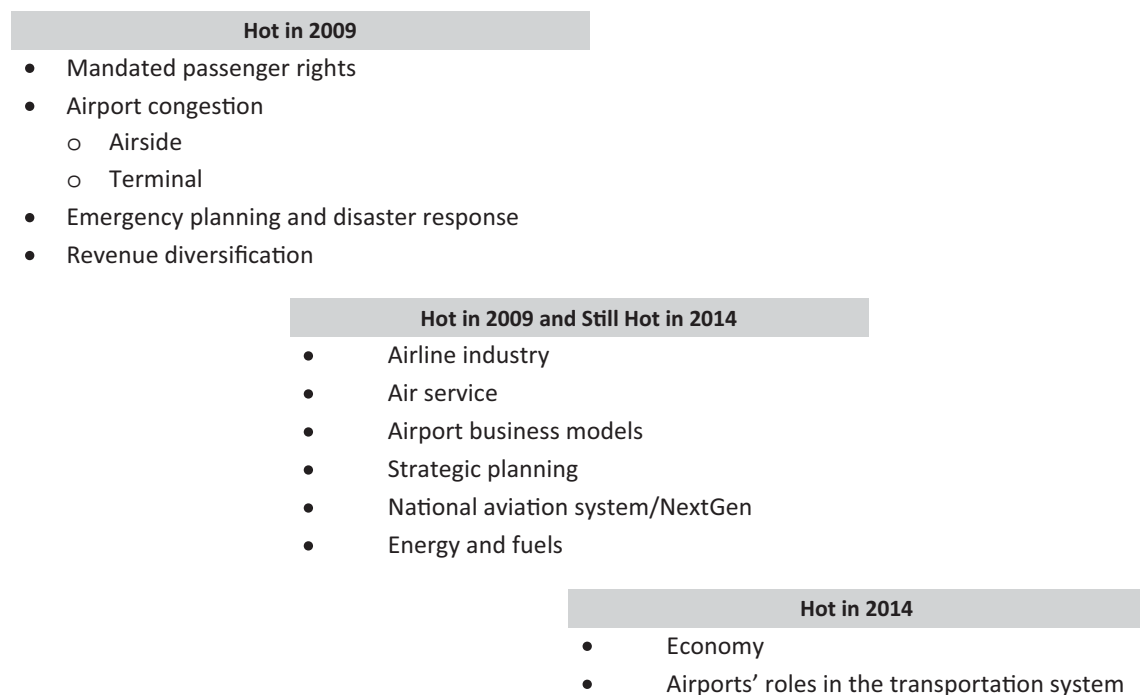 Hot in 2009
• Mandated passenger rights
• Airport congestion
o Airside
o Terminal
• Emergency planning and disaster response
• Revenue diversification
Hot in 2009 and Still Hot in 2014
• Airline industry
• Air service
• Airport business models
• Strategic planning
• National aviation system/NextGen
• Energy and fuels
Hot in 2014
• Economy
• Airports’ roles in the transportation system